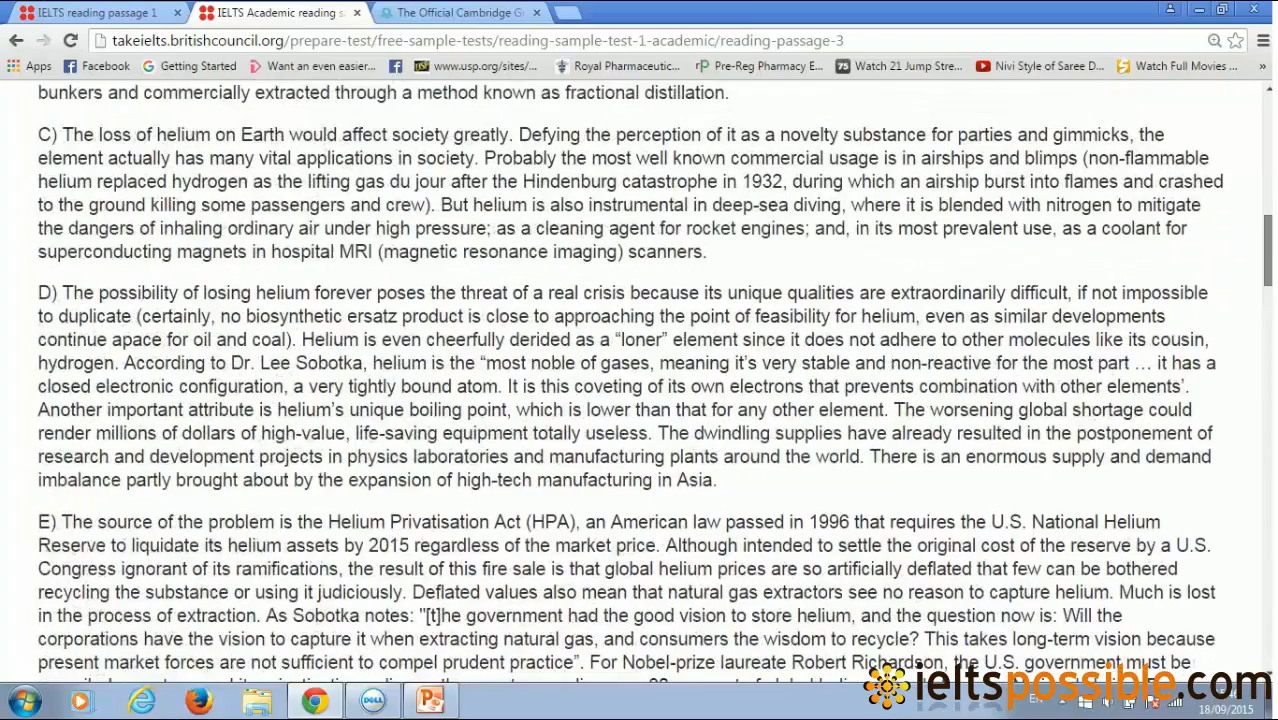 IELTS reading passage 1
IELTS Academic reading s
The Official Cambridge G
takeielts.britishcouncil.org/prepare-test/free-sample-tests/reading-sample-test-1-academic/reading-passage-3
Apps Facebook Getting Started Want an even easier... www.usp.org/sites/... Royal Pharmaceutic... Pre-Reg Pharmacy E... 75 Watch 21 Jump Stre... Nivi Style of Saree D... Watch Full Movies ... »
bunkers and commercially extracted through a method known as fractional distillation.
C) The loss of helium on Earth would affect society greatly. Defying the perception of it as a novelty substance for parties and gimmicks, the
element actually has many vital applications in society. Probably the most well known commercial usage is in airships and blimps (non-flammable
helium replaced hydrogen as the lifting gas du jour after the Hindenburg catastrophe in 1932, during which an airship burst into flames and crashed
to the ground killing some passengers and crew). But helium is also instrumental in deep-sea diving, where it is blended with nitrogen to mitigate
the dangers of inhaling ordinary air under high pressure; as a cleaning agent for rocket engines; and, in its most prevalent use, as a coolant for
superconducting magnets in hospital MRI (magnetic resonance imaging) scanners.
D) The possibility of losing helium forever poses the threat of a real crisis because its unique qualities are extraordinarily difficult, if not impossible
to duplicate (certainly, no biosynthetic ersatz product is close to approaching the point of feasibility for helium, even as similar developments
continue apace for oil and coal). Helium is even cheerfully derided as a “loner” element since it does not adhere to other molecules like its cousin,
hydrogen. According to Dr. Lee Sobotka, helium is the “most noble of gases, meaning it’s very stable and non-reactive for the most part … it has a
closed electronic configuration, a very tightly bound atom. It is this coveting of its own electrons that prevents combination with other elements’.
Another important attribute is helium’s unique boiling point, which is lower than that for any other element. The worsening global shortage could
render millions of dollars of high-value, life-saving equipment totally useless. The dwindling supplies have already resulted in the postponement of
research and development projects in physics laboratories and manufacturing plants around the world. There is an enormous supply and demand
imbalance partly brought about by the expansion of high-tech manufacturing in Asia.
E) The source of the problem is the Helium Privatisation Act (HPA), an American law passed in 1996 that requires the U.S. National Helium
Reserve to liquidate its helium assets by 2015 regardless of the market price. Although intended to settle the original cost of the reserve by a U.S.
Congress ignorant of its ramifications, the result of this fire sale is that global helium prices are so artificially deflated that few can be bothered
recycling the substance or using it judiciously. Deflated values also mean that natural gas extractors see no reason to capture helium. Much is lost
in the process of extraction. As Sobotka notes: "[t]he government had the good vision to store helium, and the question now is: Will the
corporations have the vision to capture it when extracting natural gas, and consumers the wisdom to recycle? This takes long-term vision because
present market forces are not sufficient to compel prudent practice”. For Nobel-prize laureate Robert Richardson, the U.S. government must be
ieltspossible.com
EN
18/09/2015